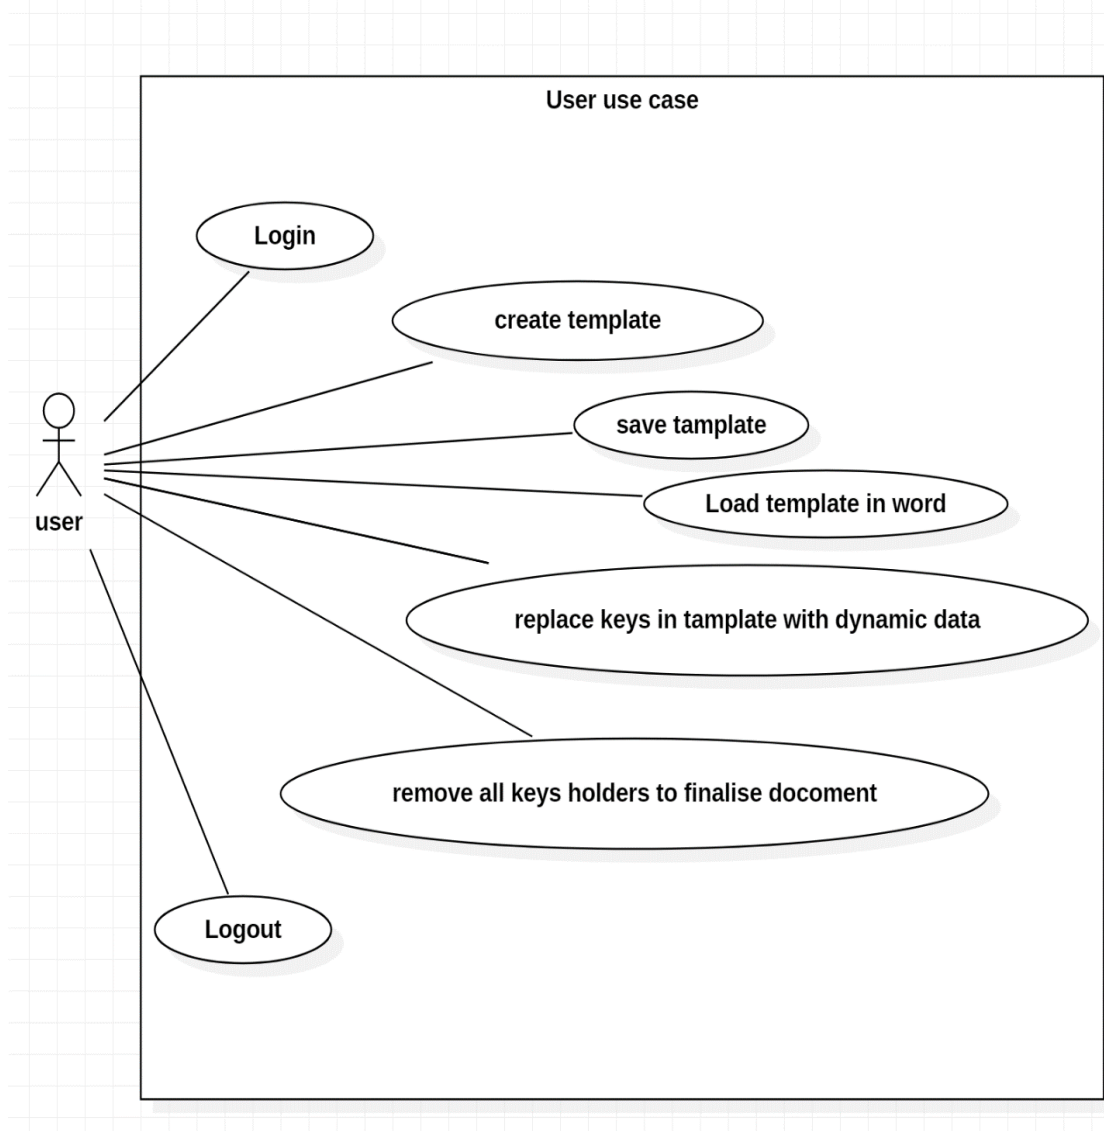 User use case
Login
create template
save tamplate
Load template in word
user
replace keys in tamplate with dynamic data
remove all keys holders to finalise docoment
Logout